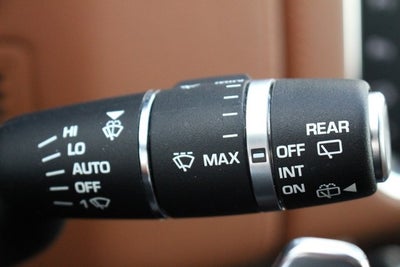 HI
LO
AUTO
OFF
1
MAX
REAR
OFF
INT
ON